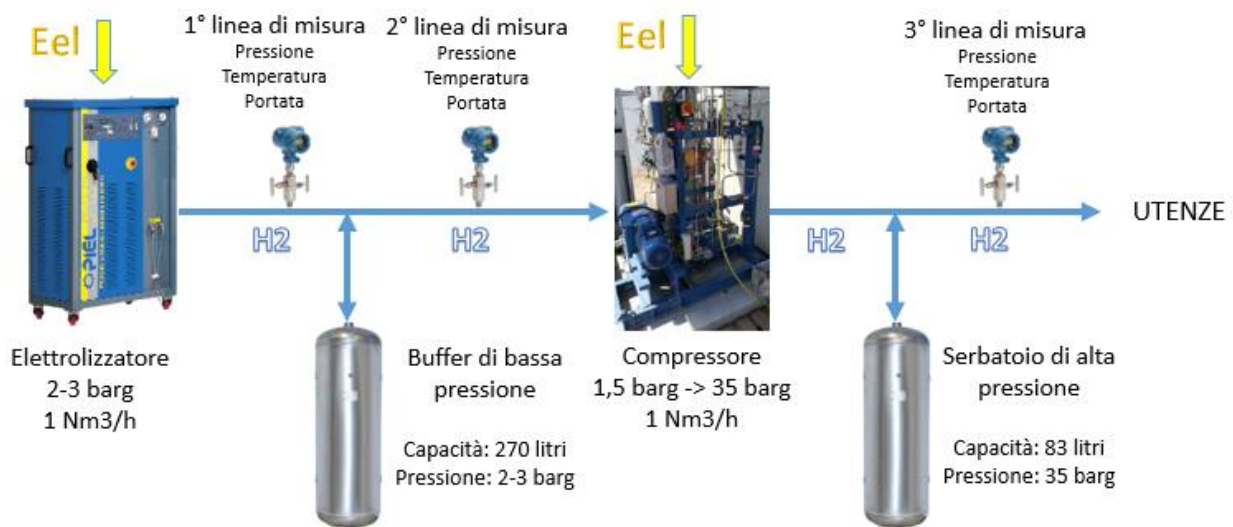 Eel
1° linea di misura
Pressione
Temperatura
Portata
2° linea di misura
Pressione
Temperatura
Portata
Eel
3° linea di misura
Pressione
Temperatura
Portata
PIEL
H2
H2
H2
H2
UTENZE
Elettrolizzatore
2-3 barg
1 Nm3/h
Buffer di bassa
pressione
Capacità: 270 litri
Pressione: 2-3 barg
Compressore
1,5 barg -> 35 barg
1 Nm3/h
Serbatoio di alta
pressione
Capacità: 83 litri
Pressione: 35 barg